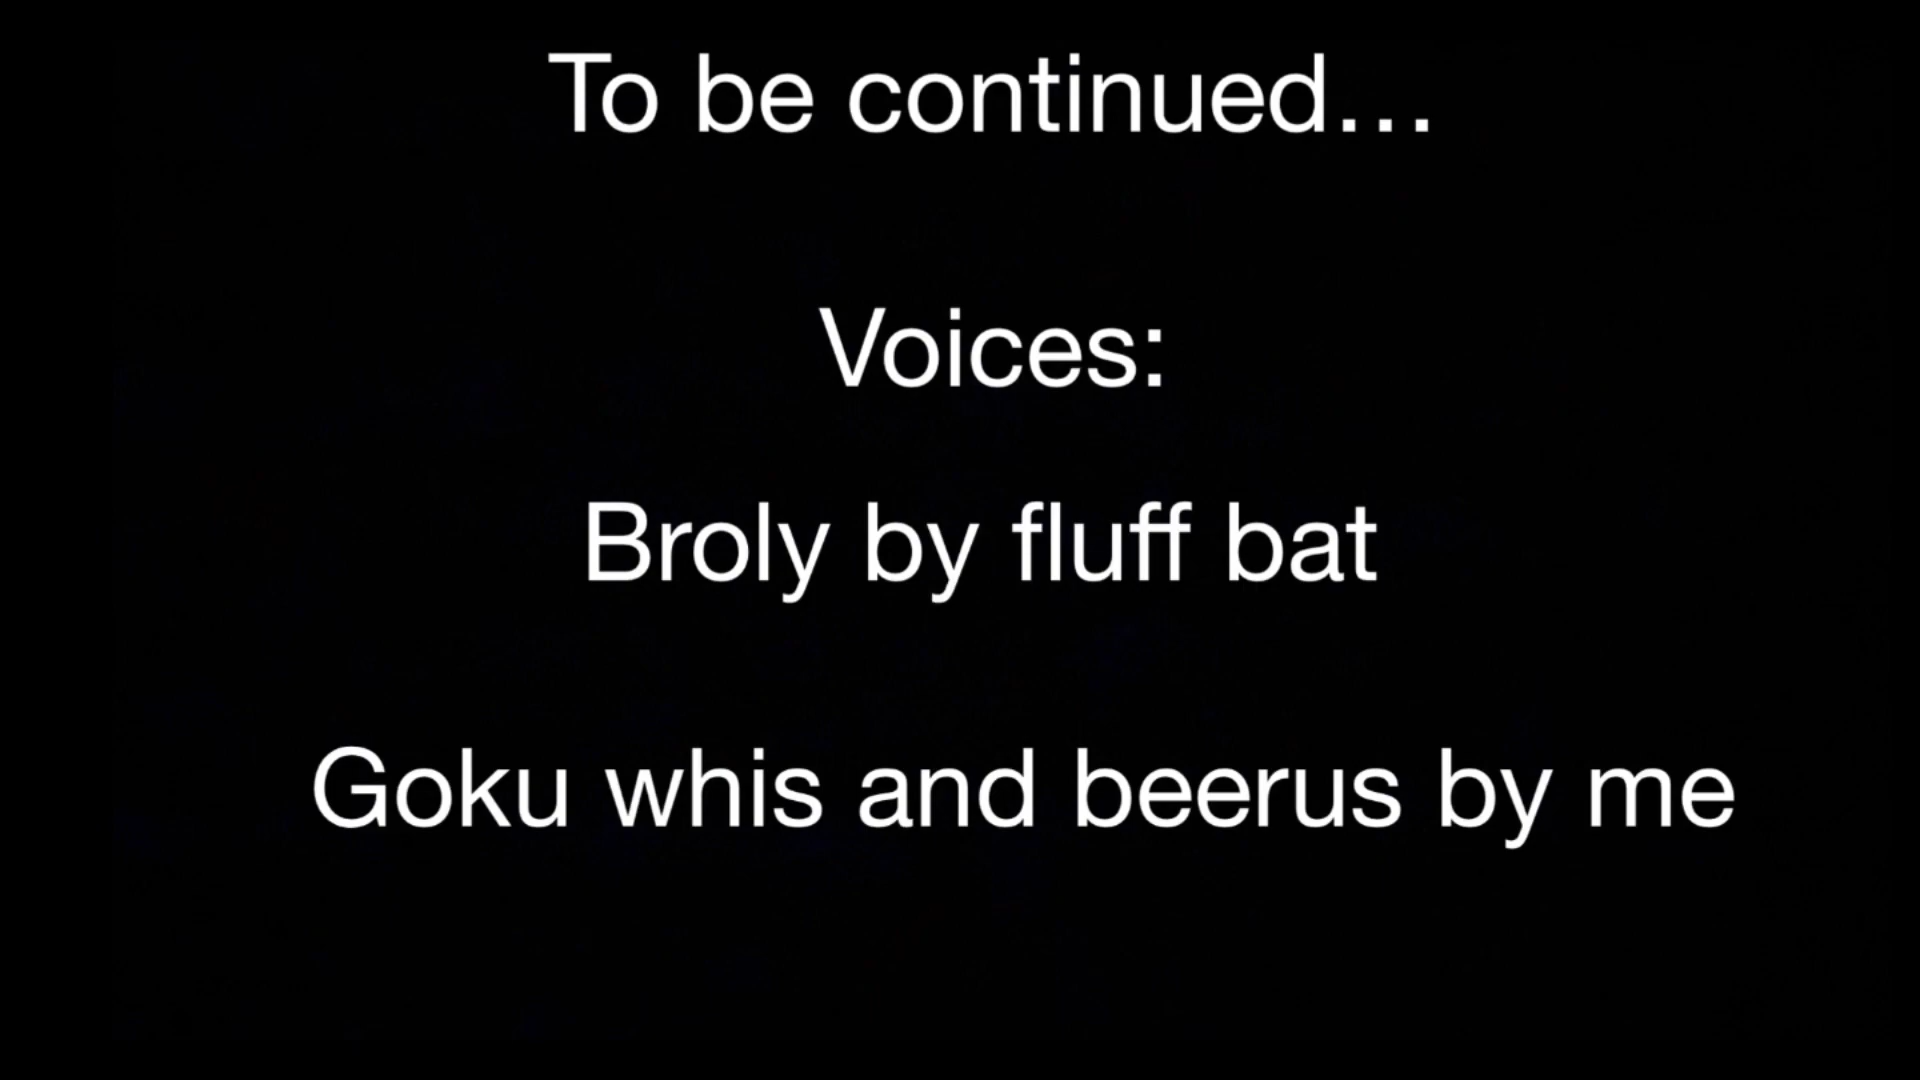 To be continued...
Voices:
Broly by fluff bat
Goku whis and beerus by me